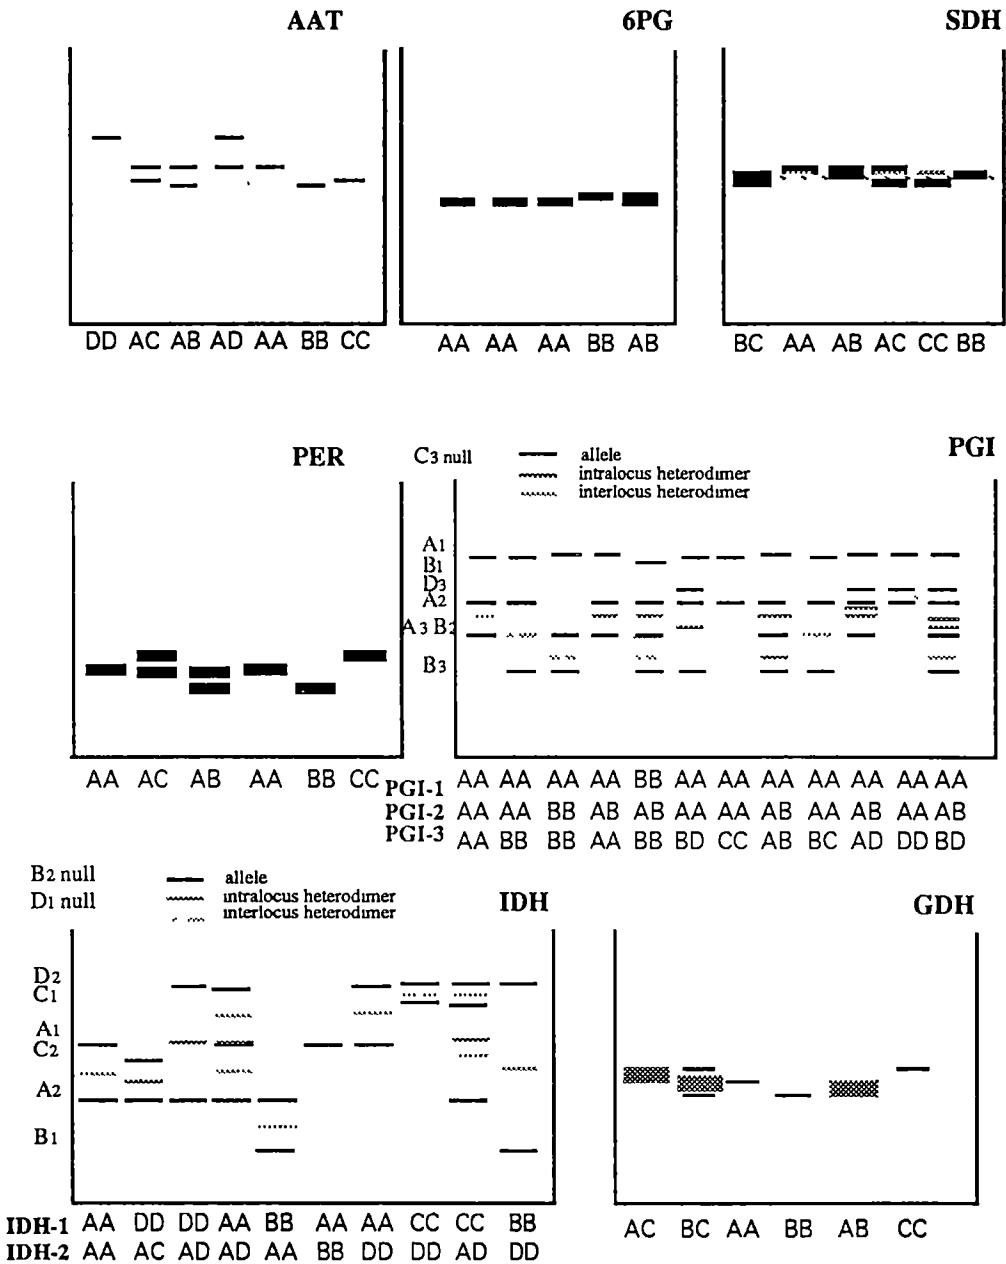 AAT
6PG
SDH
DD AC AB AD AA BB CC
AA AA AA BB AB
BC AA AB AC CC BB
PER
C3 null
allele
PGI
intralocus heterodimer
interlocus heterodimer
A1
B1
D3
A2
A3 B2
B3
AA AC AB AA BB CC
PGI-1 AA AA AA AA BB AA AA AA AA AA AA AA
PGI-2 AA AA BB AB AB AA AA AB AA AB AA AB
PGI-3 AA BB BB AA BB BD CC AB BC AD DD BD
B2 null
allele
D1 null
intralocus heterodimer
interlocus heterodimer
IDH
GDH
D2
C1
A1
C2
A2
B1
IDH-1 AA DD DD AA BB AA AA CC CC BB
IDH-2 AA AC AD AD AA BB DD DD AD DD
AC BC AA BB AB CC